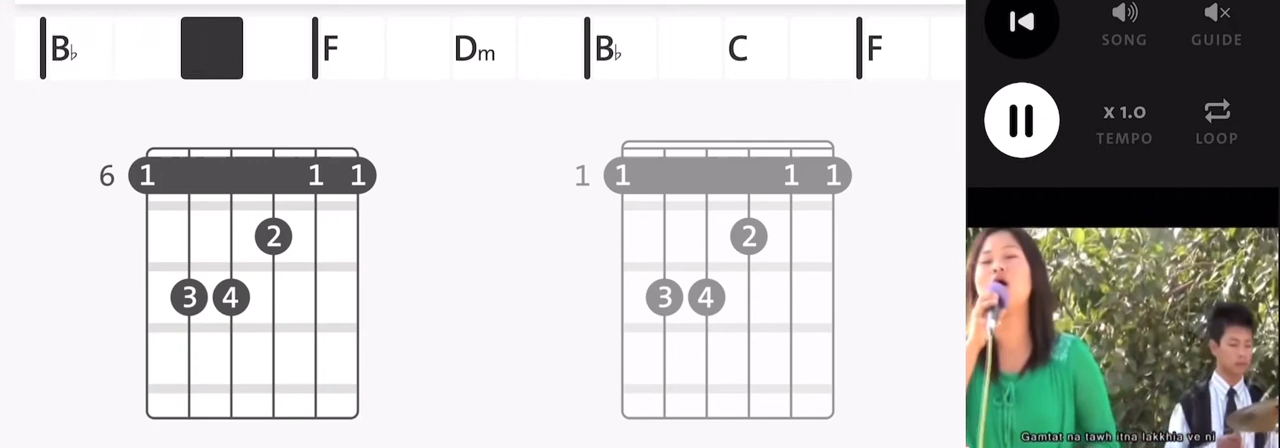 B♭ F Dm B♭ C F
SONG GUIDE
6 1 1 1 1 1 1 1
X 1.0
TEMPO LOOP
2 2
3 4 3 4
Gamtat na tawh itna lakkhia ve ni